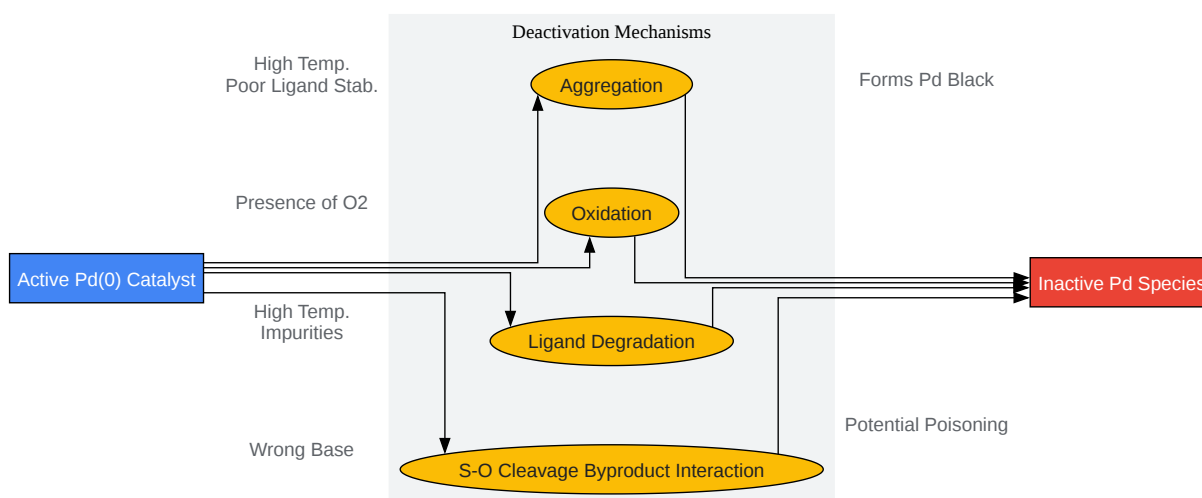 Deactivation Mechanisms
High Temp.
Poor Ligand Stab.
Aggregation
Forms Pd Black
Presence of O2
Oxidation
Active Pd(0) Catalyst
Inactive Pd Species
High Temp.
Impurities
Ligand Degradation
Potential Poisoning
Wrong Base
S-O Cleavage Byproduct Interaction